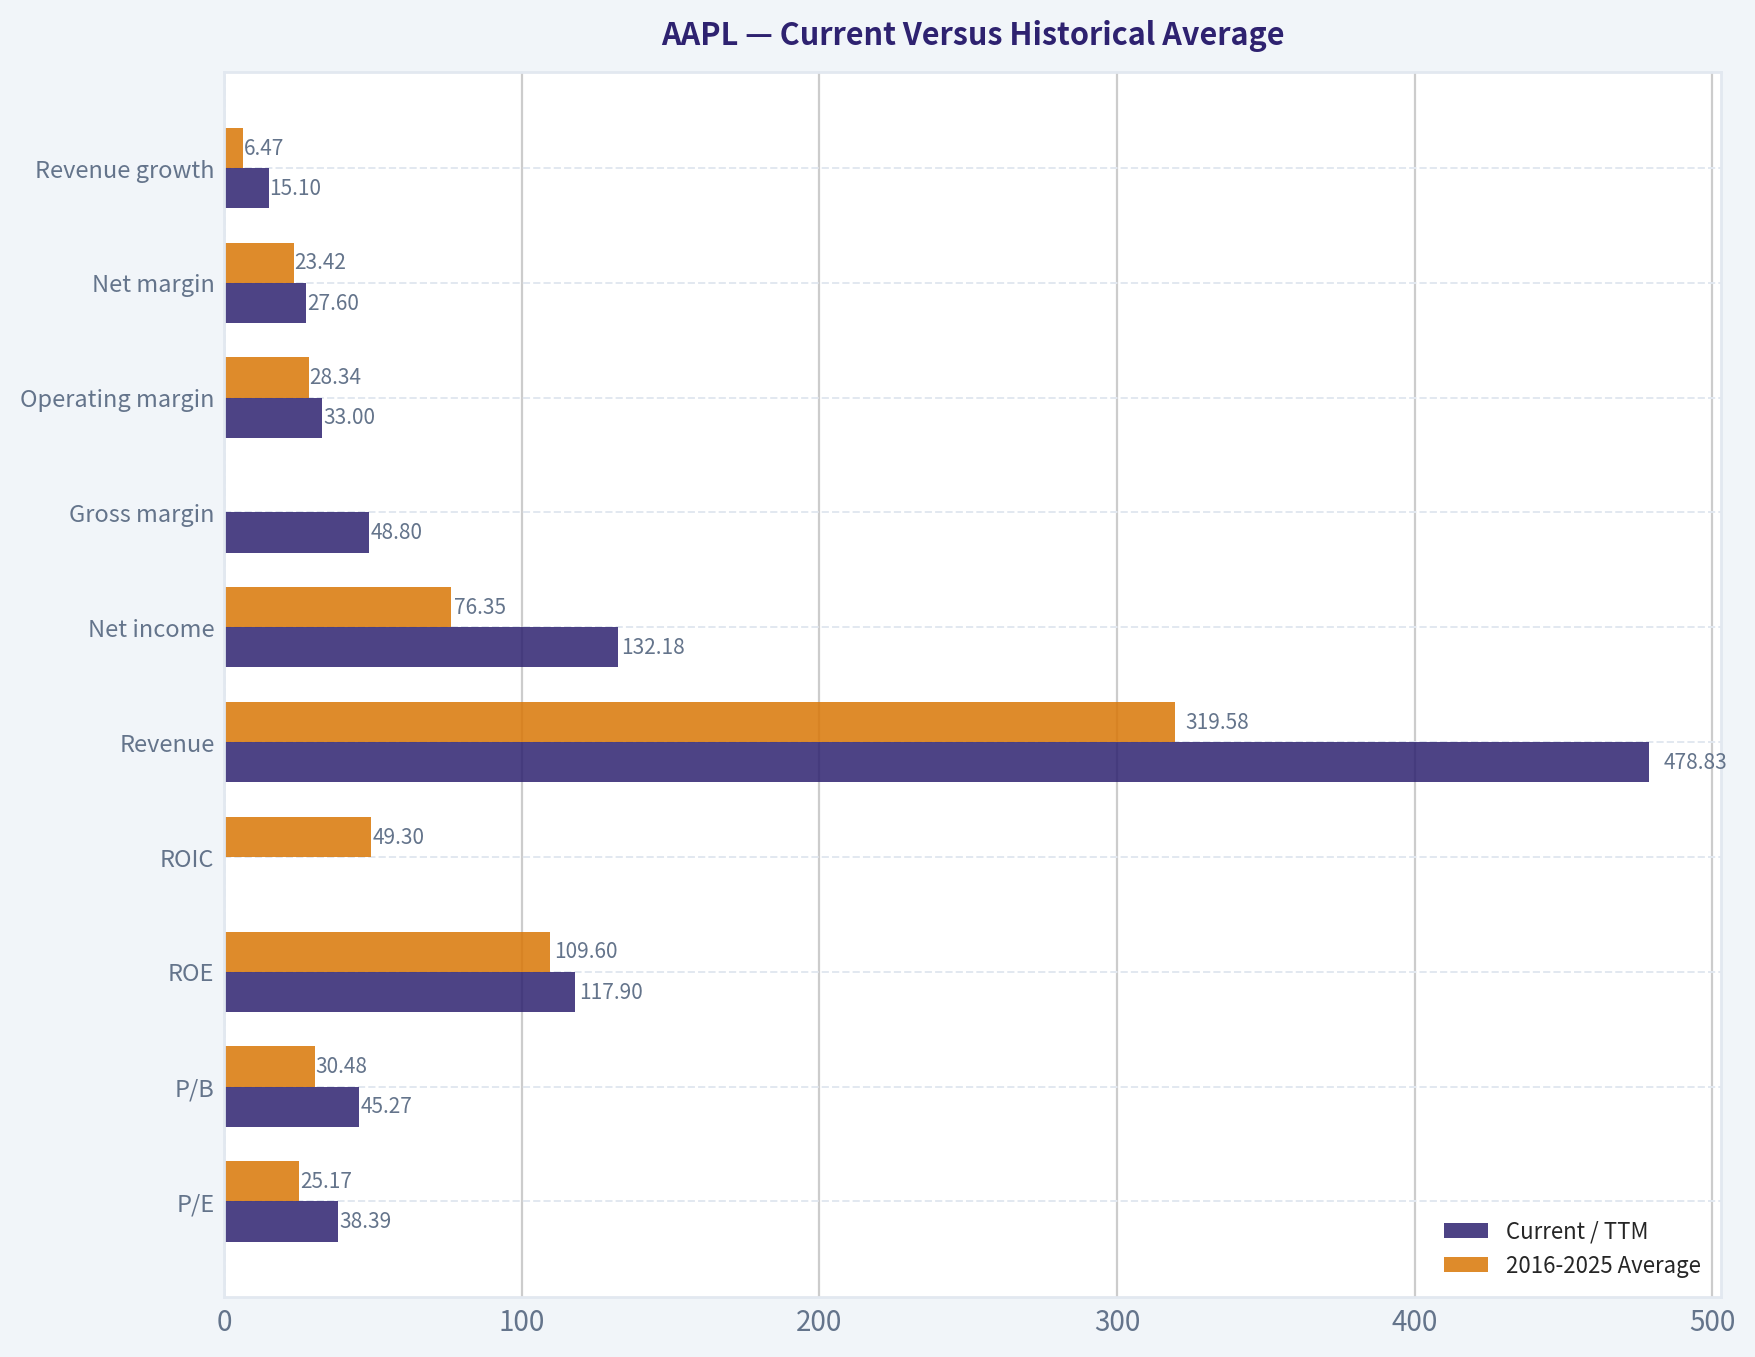 AAPL — Current Versus Historical Average
Revenue growth
6.47
15.10
Net margin
23.42
27.60
Operating margin
28.34
33.00
Gross margin
48.80
Net income
76.35
132.18
Revenue
319.58
478.83
ROIC
49.30
ROE
109.60
117.90
P/B
30.48
45.27
P/E
25.17
38.39
Current / TTM
2016-2025 Average
0 100 200 300 400 500